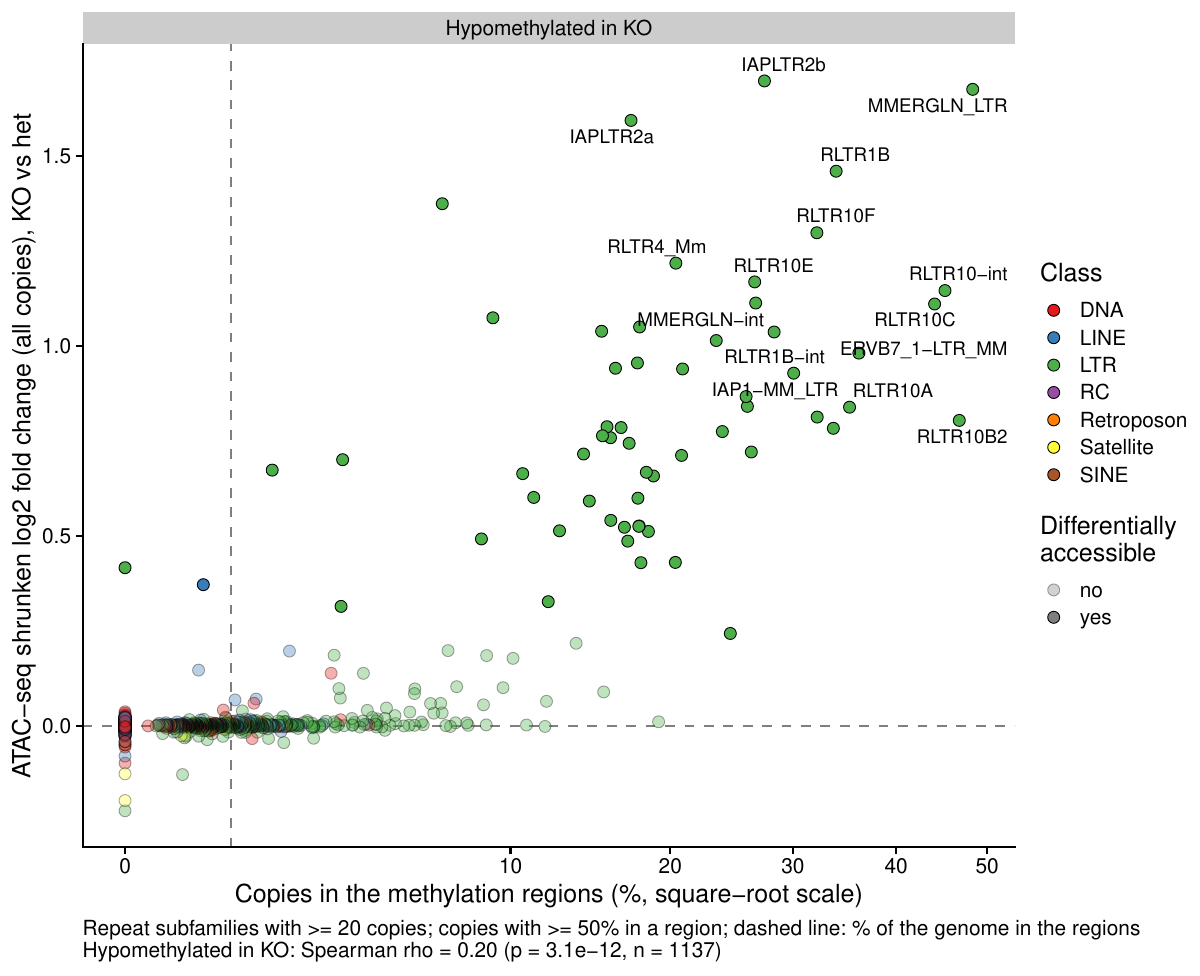 Hypomethylated in KO
IAPLTR2b
MMERGLN_LTR
IAPLTR2a
RLTR1B
RLTR10F
RLTR4_Mm
RLTR10E
RLTR10−int
MMERGLN−int
RLTR10C
RLTR1B−int
ERVB7_1−LTR_MM
IAP1−MM_LTR
RLTR10A
RLTR10B2
ATAC−seq shrunken log2 fold change (all copies), KO vs het
1.5
1.0
0.5
0.0
0
10
20
30
40
50
Copies in the methylation regions (%, square−root scale)
Class
DNA
LINE
LTR
RC
Retroposon
Satellite
SINE
Differentially
accessible
no
yes
Repeat subfamilies with >= 20 copies; copies with >= 50% in a region; dashed line: % of the genome in the regions
Hypomethylated in KO: Spearman rho = 0.20 (p = 3.1e−12, n = 1137)